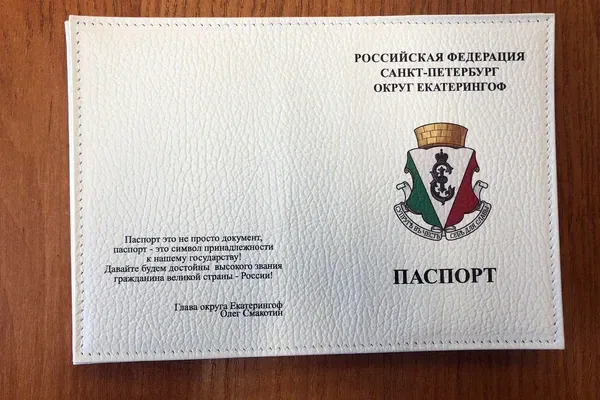 РОССИЙСКАЯ ФЕДЕРАЦИЯ
САНКТ-ПЕТЕРБУРГ
ОКРУГ ЕКАТЕРИНГОФ
ПАСПОРТ
Паспорт это не просто документ,
паспорт - это символ принадлежности
к нашему государству!
Давайте будем достойны высокого звания
гражданина великой страны - России!
Глава округа Екатерингоф
Олег Смакотин